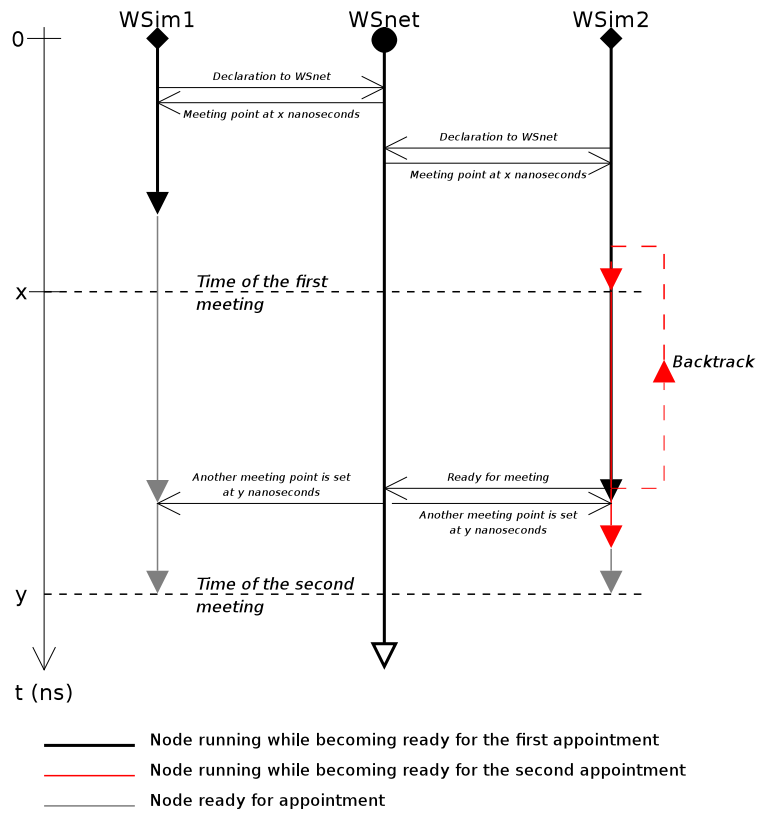 WSim1 WSnet WSim2
0
Declaration to WSnet
Meeting point at x nanoseconds
Declaration to WSnet
Meeting point at x nanoseconds
Time of the first
meeting
x
Backtrack
Another meeting point is set
at y nanoseconds
Ready for meeting
Another meeting point is set
at y nanoseconds
Time of the second
meeting
y
t (ns)
Node running while becoming ready for the first appointment
Node running while becoming ready for the second appointment
Node ready for appointment